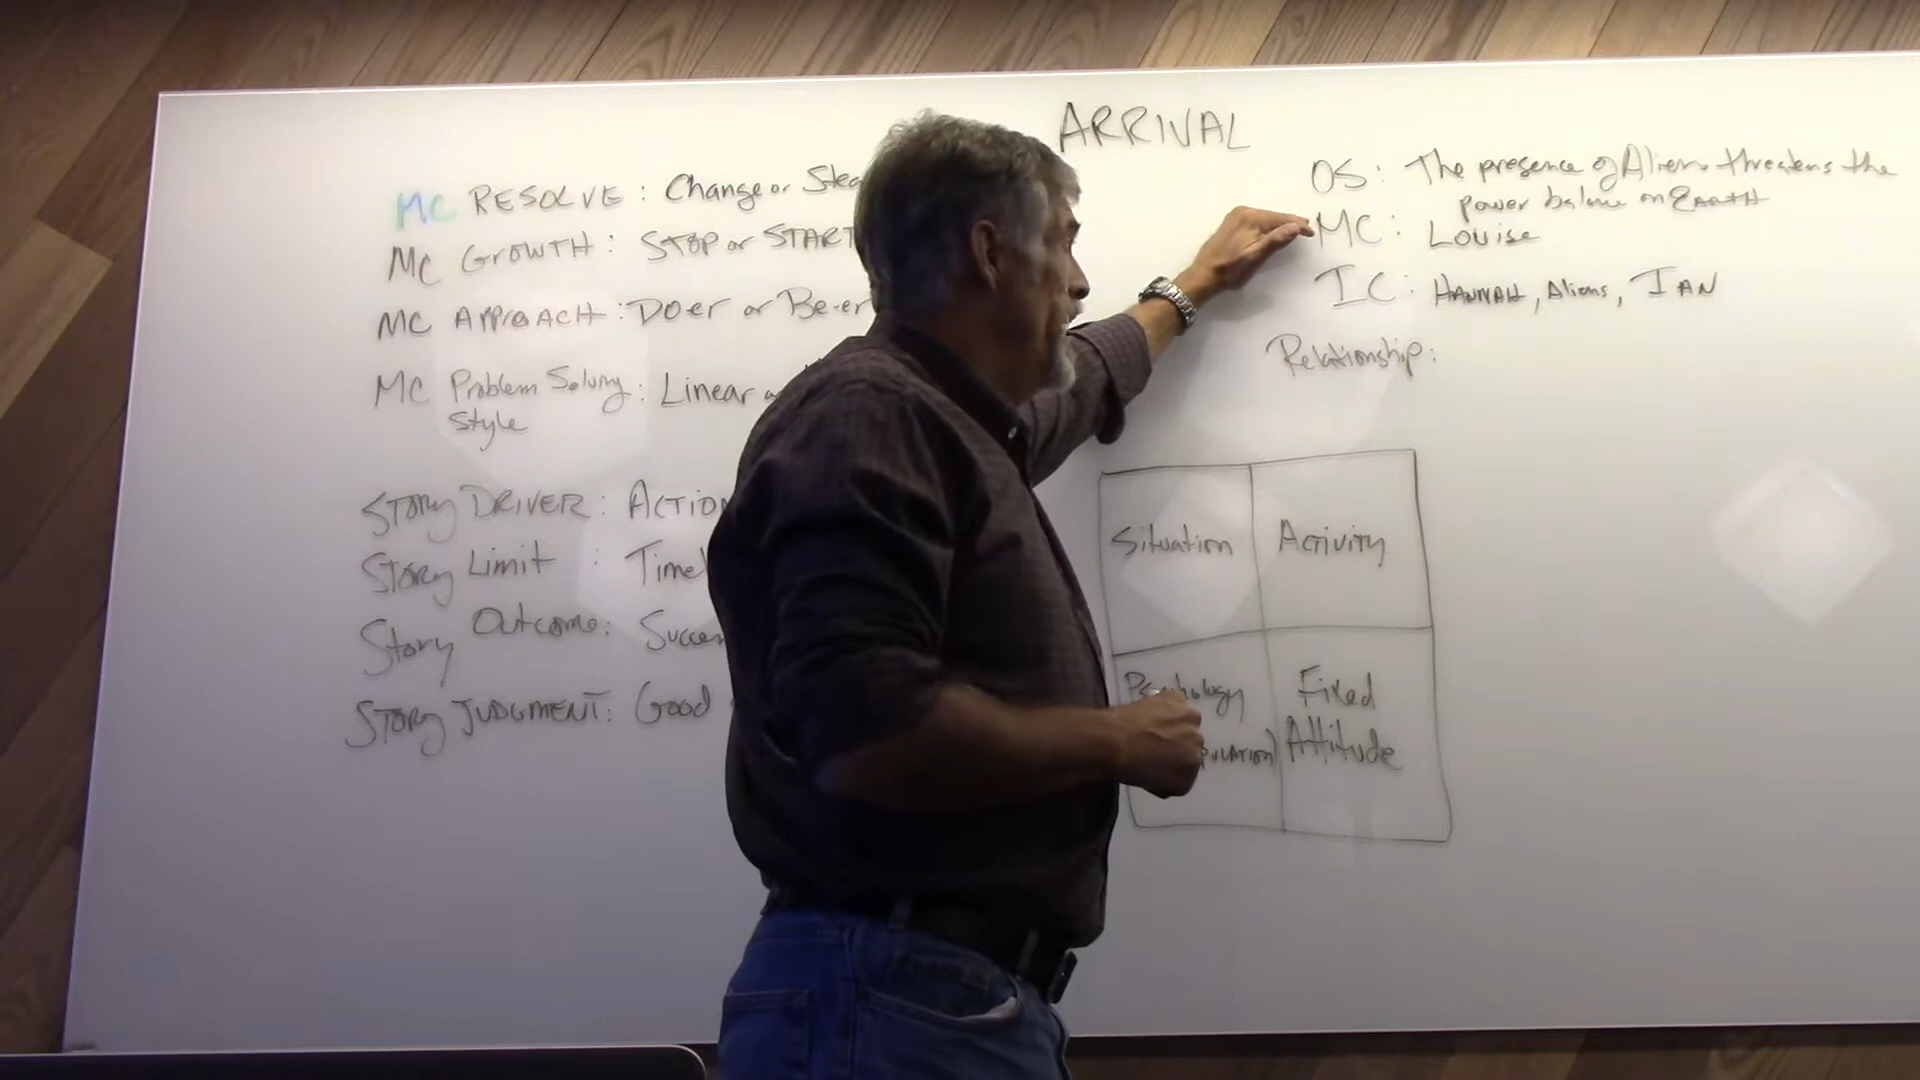 ARRIVAL
MC RESOLVE: Change or Stea
MC GROWTH: STOP or START
MC APPROACH: DOer or Be-er
MC Problem Solving: Linear
Style
STORY DRIVER: ACTION
STORY Limit: Time
Story Outcome: Succes
STORY JUDGMENT: Good
OS: The presence of Aliens threatens the
power balance on EARTH
MC: LOUise
IC: HANNAH, Aliens, IAN
Relationship:
Situation
Activity
Psychology
Fixed
Attitude